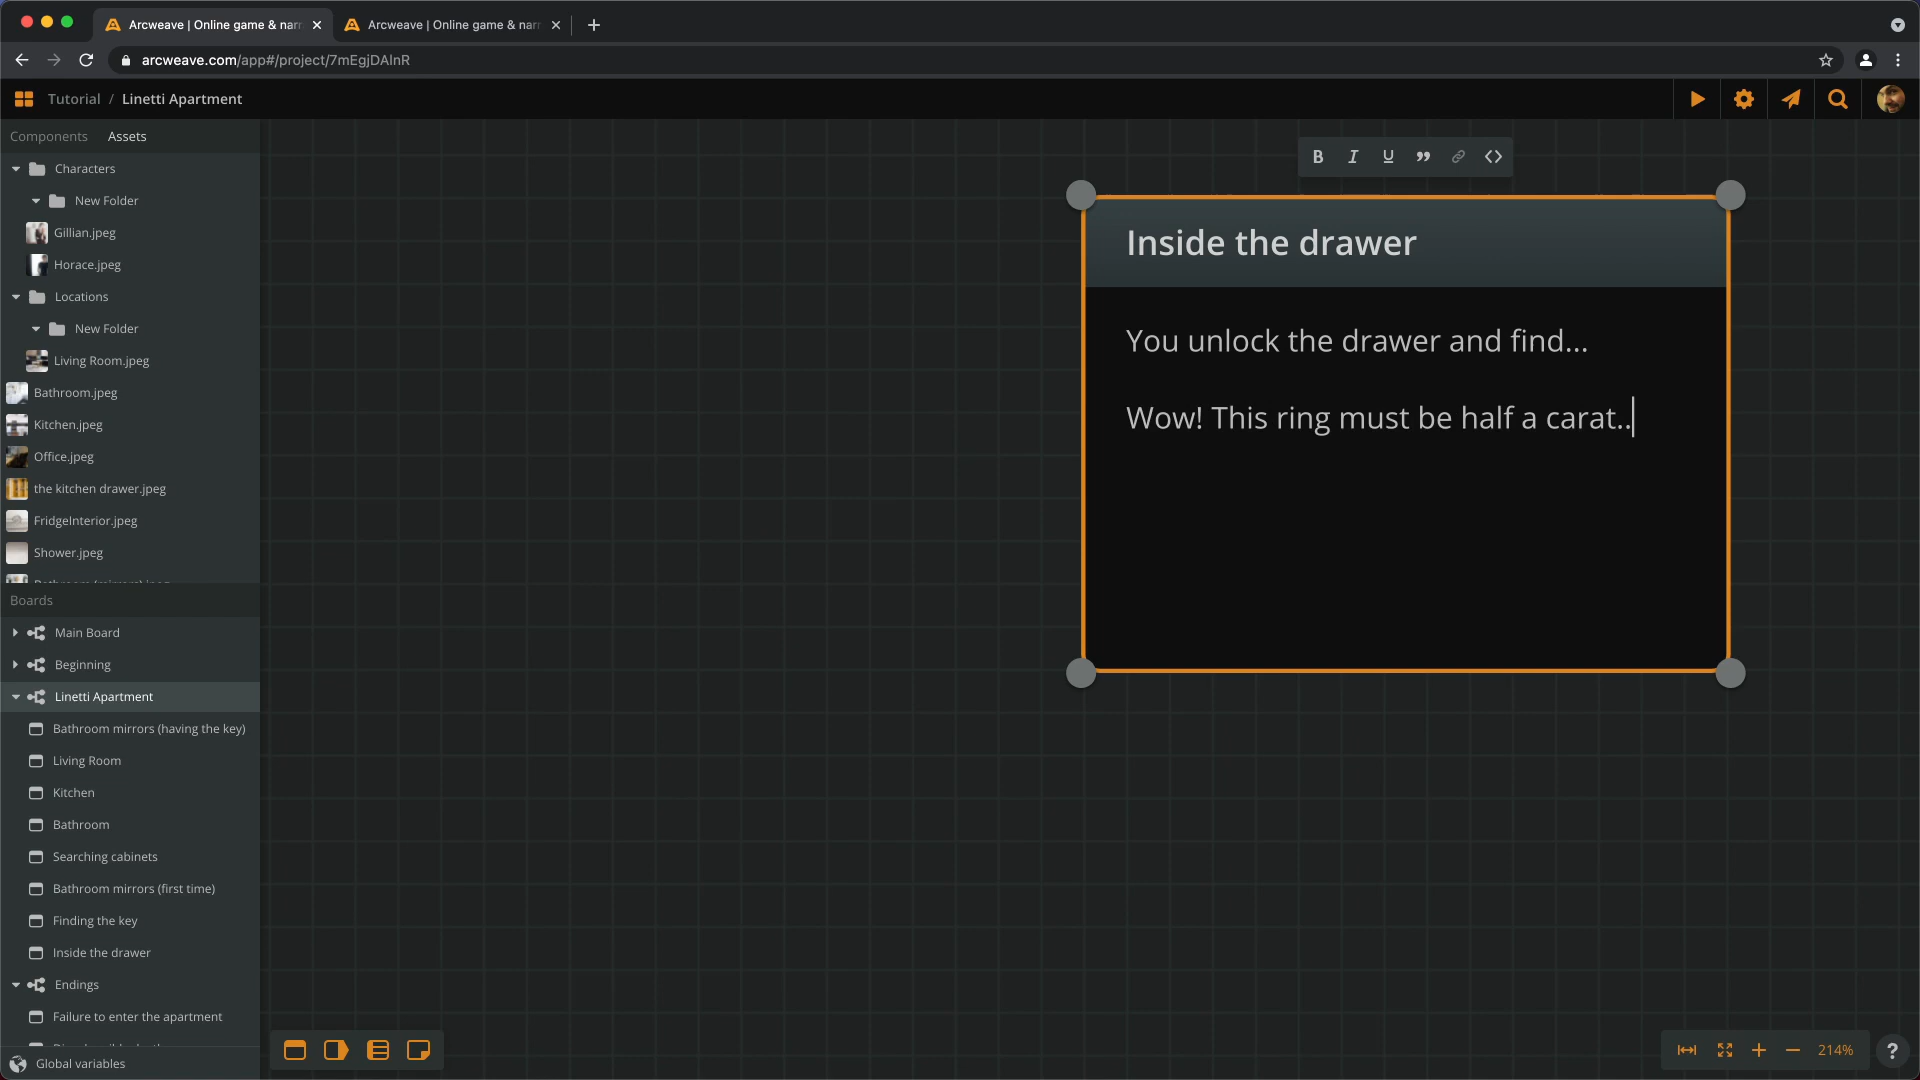 Arcweave | Online game & narr
Arcweave | Online game & narr
arcweave.com/app#/project/7mEgjDAlnR
Tutorial / Linetti Apartment
Components Assets
Characters
New Folder
Gillian.jpeg
Horace.jpeg
Locations
New Folder
Living Room.jpeg
Bathroom.jpeg
Kitchen.jpeg
Office.jpeg
the kitchen drawer.jpeg
FridgeInterior.jpeg
Shower.jpeg
Boards
Main Board
Beginning
Linetti Apartment
Bathroom mirrors (having the key)
Living Room
Kitchen
Bathroom
Searching cabinets
Bathroom mirrors (first time)
Finding the key
Inside the drawer
Endings
Failure to enter the apartment
Global variables
B I U
Inside the drawer
You unlock the drawer and find...
Wow! This ring must be half a carat..
214% ?